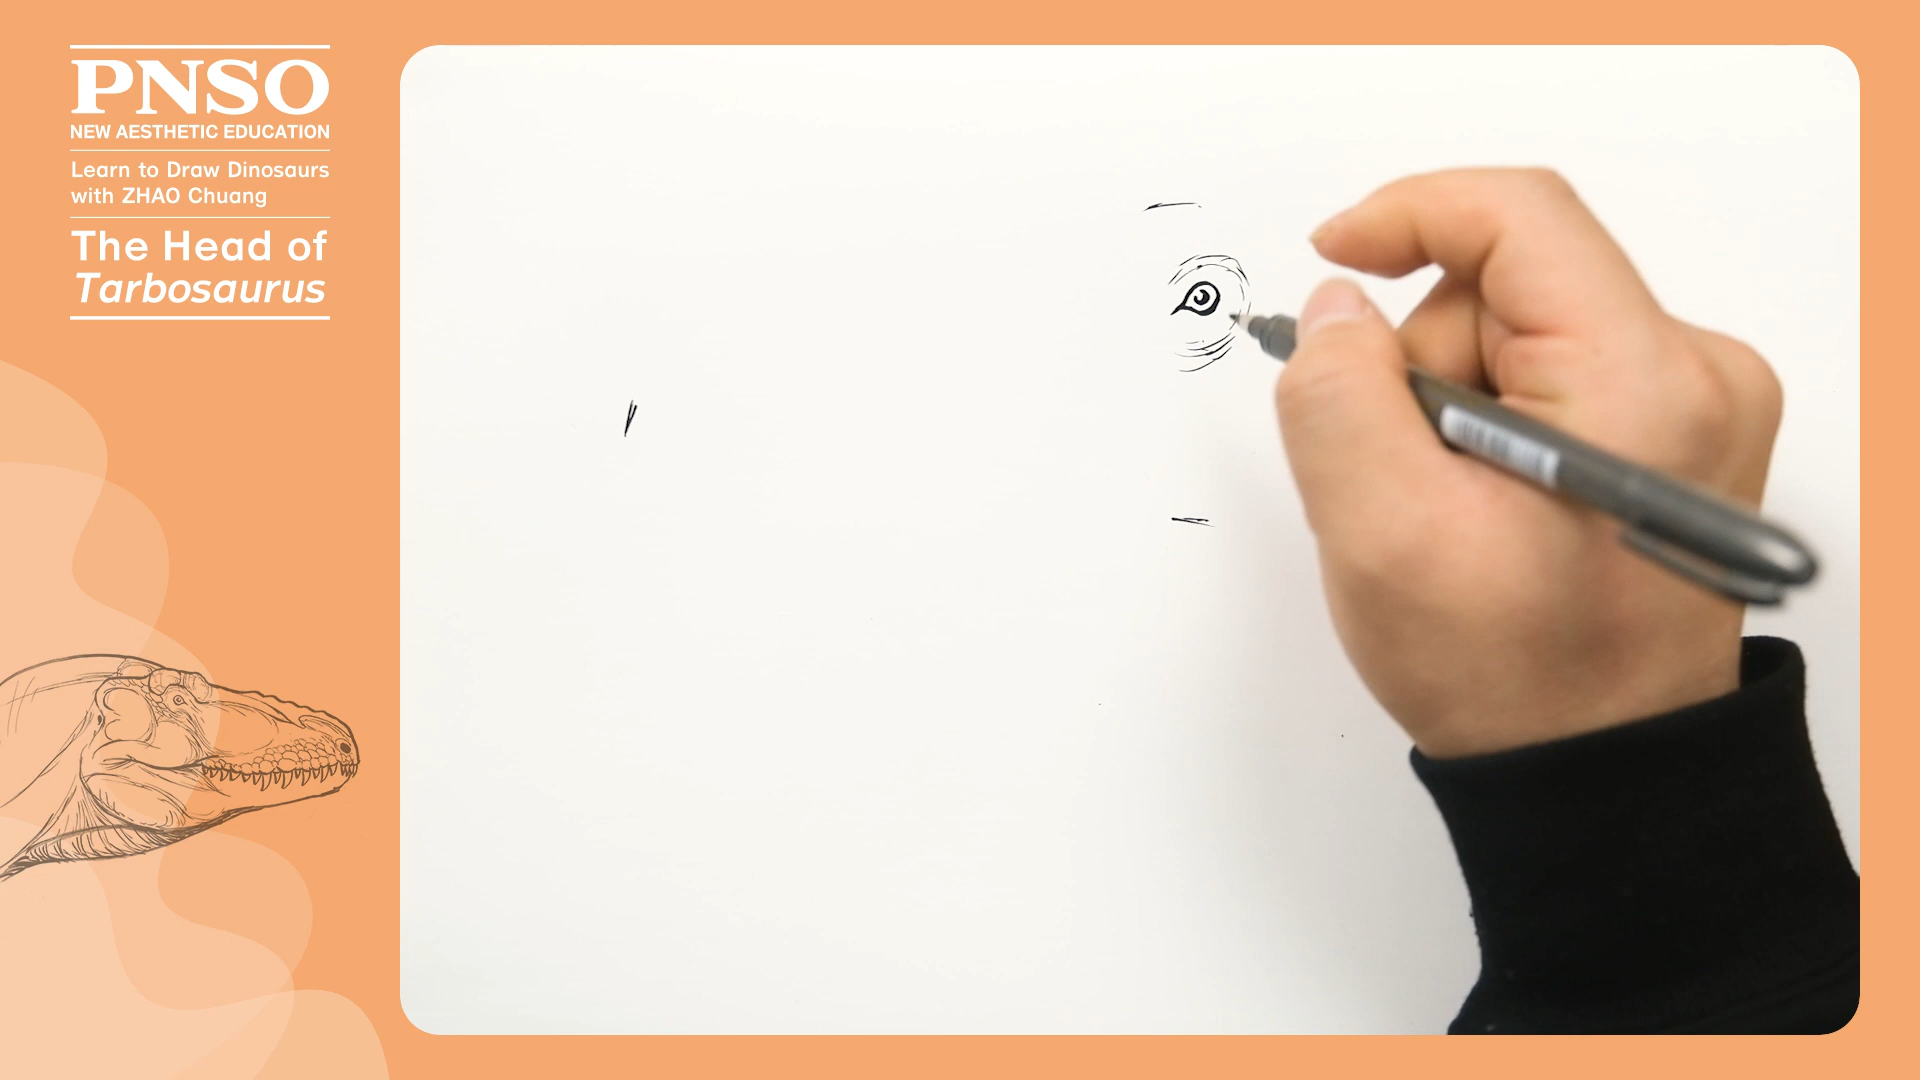 PNSO
NEW AESTHETIC EDUCATION
Learn to Draw Dinosaurs
with ZHAO Chuang
The Head of
Tarbosaurus